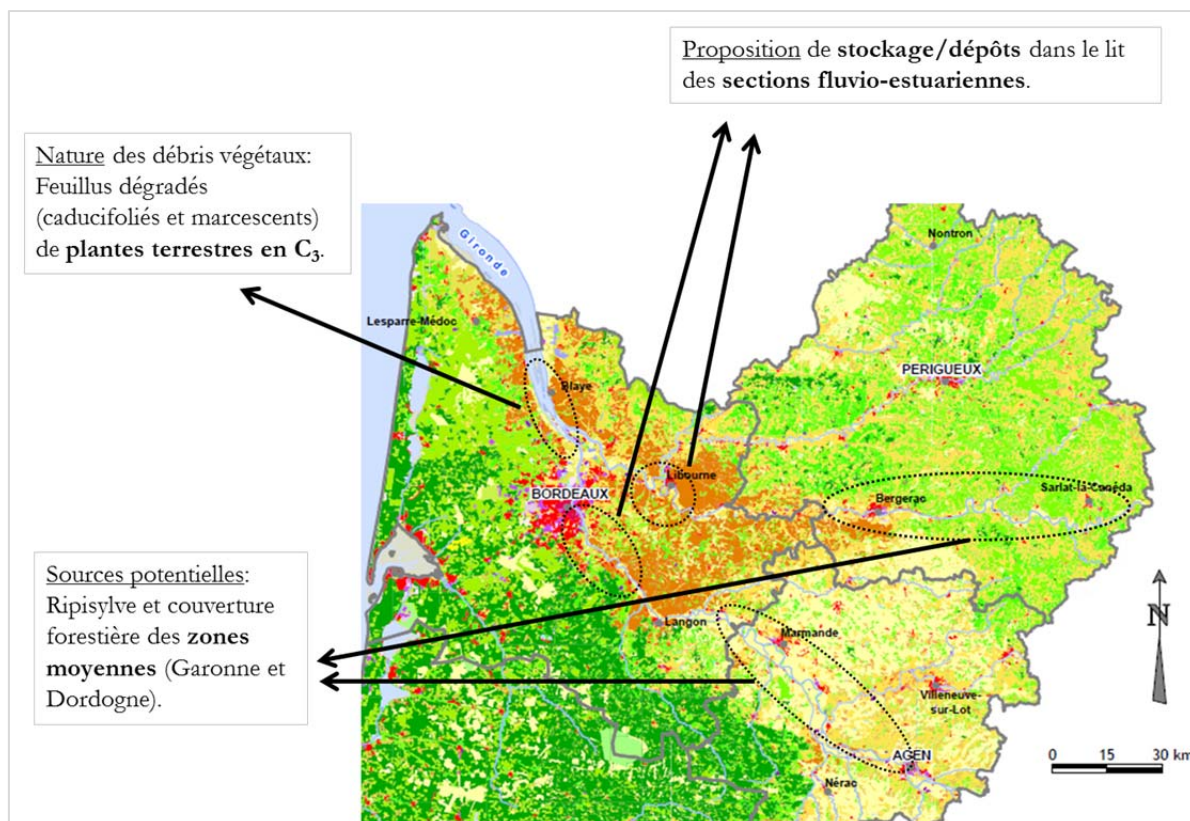 Proposition de stockage/dépôts dans le lit
des sections fluvio-estuariennes.
Nature des débris végétaux:
Feuillus dégradés
(caducifoliés et marcescents)
de plantes terrestres en C₃.
Gironde
Nontron
Lesparre-Médoc
PERIGUEUX
Blaye
Libourne
BORDEAUX
Bergerac
Sarlat-la-Canéda
Sources potentielles:
Ripisylve et couverture
forestière des zones
moyennes (Garonne et
Dordogne).
Langon
Marmande
Villeneuve-
sur-Lot
AGEN
Nérac
N
0 15 30 km